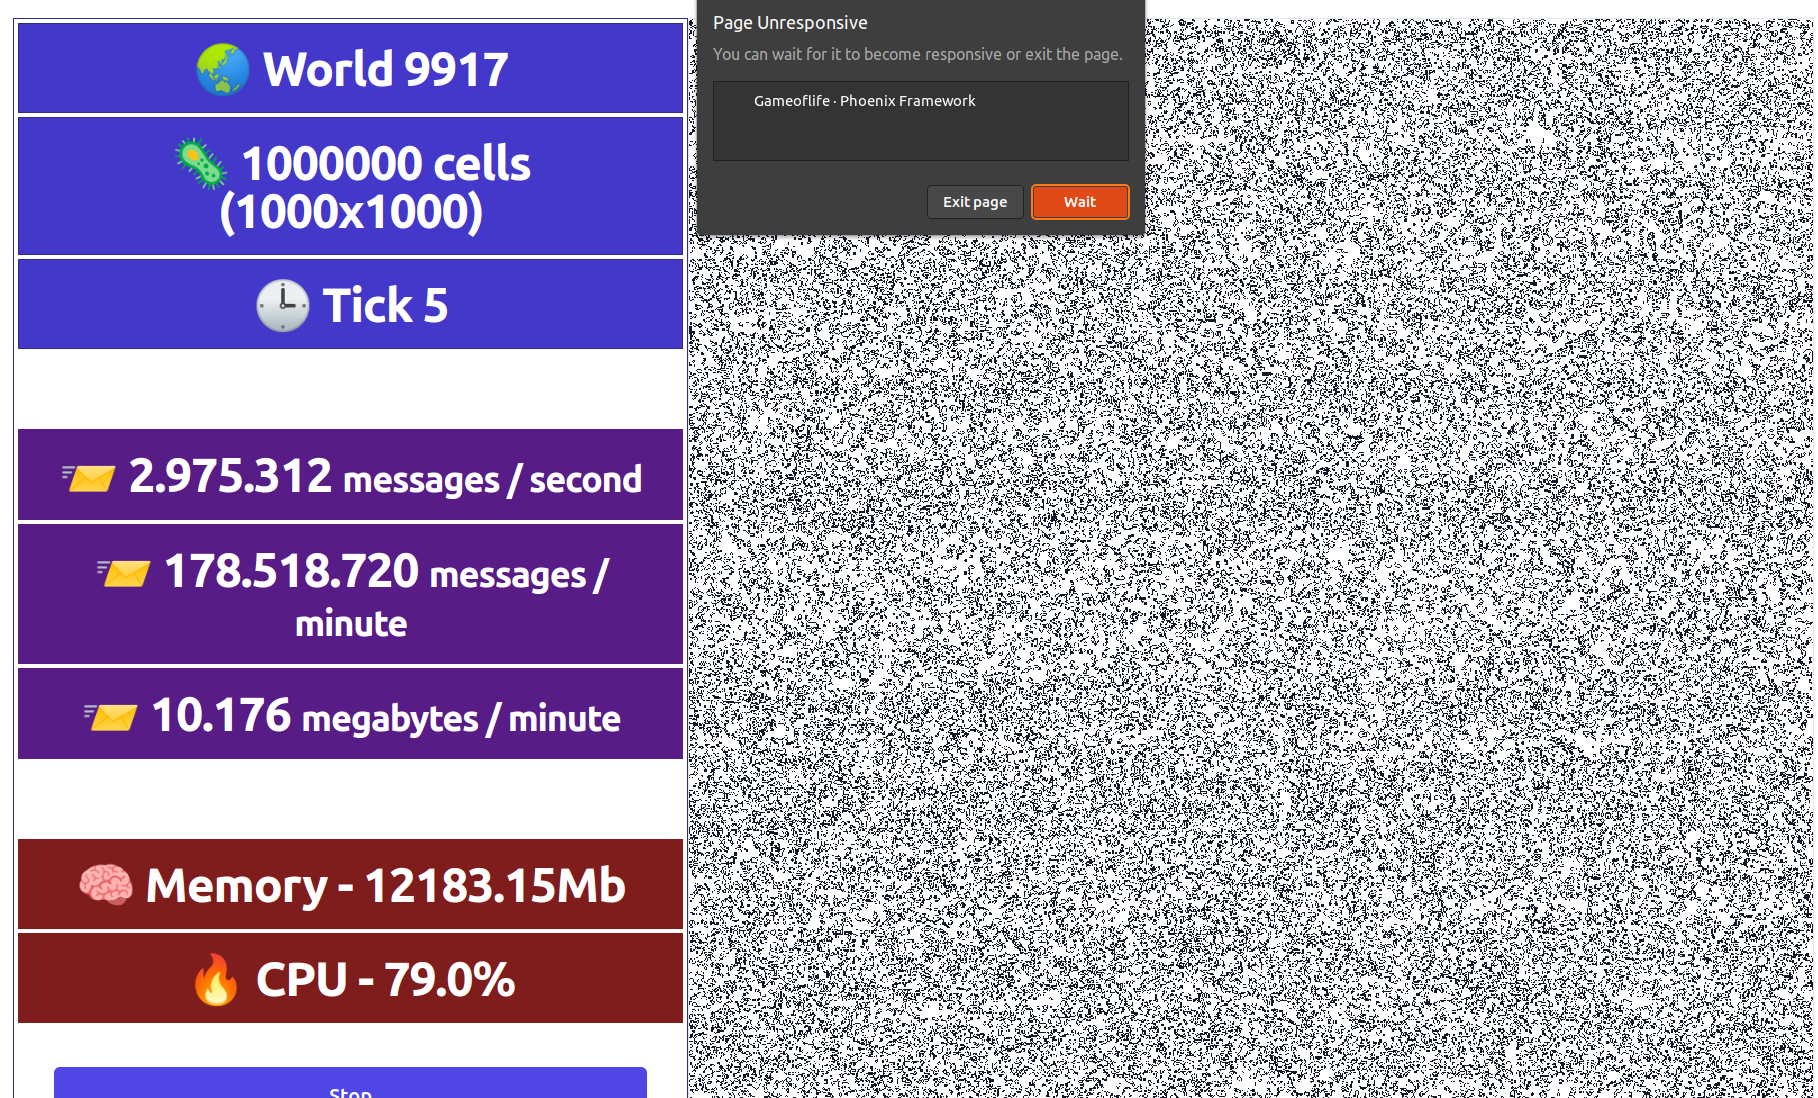 World 9917
1000000 cells
(1000x1000)
Tick 5
2.975.312 messages / second
178.518.720 messages /
minute
10.176 megabytes / minute
Memory - 12183.15Mb
CPU - 79.0%
Stop
Page Unresponsive
You can wait for it to become responsive or exit the page.
Gameoflife · Phoenix Framework
Exit page
Wait